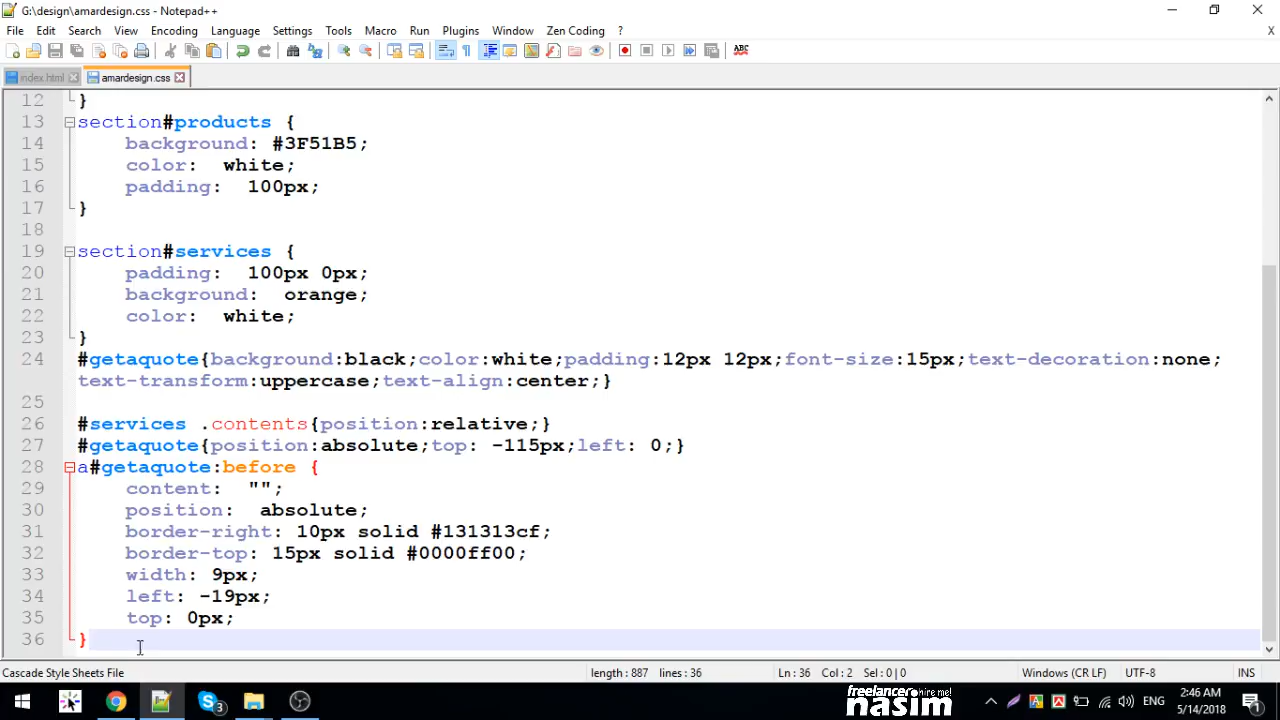 G:\design\amardesign.css - Notepad++
File Edit Search View Encoding Language Settings Tools Macro Run Plugins Window Zen Coding ? X
ABC
index.html amardesign.css
12 }
13 section#products {
14 background: #3F51B5;
15 color: white;
16 padding: 100px;
17 }
18
19 section#services {
20 padding: 100px 0px;
21 background: orange;
22 color: white;
23 }
24 #getaquote{background:black;color:white;padding:12px 12px;font-size:15px;text-decoration:none;
text-transform:uppercase;text-align:center;}
25
26 #services .contents{position:relative;}
27 #getaquote{position:absolute;top: -115px;left: 0;}
28 a#getaquote:before {
29 content: "";
30 position: absolute;
31 border-right: 10px solid #131313cf;
32 border-top: 15px solid #0000ff00;
33 width: 9px;
34 left: -19px;
35 top: 0px;
36 }
Cascade Style Sheets File length: 887 lines: 36 Ln: 36 Col: 2 Sel: 0 | 0 Windows (CR LF) UTF-8 INS
3 ENG 2:46 AM
5/14/2018 1
nasim